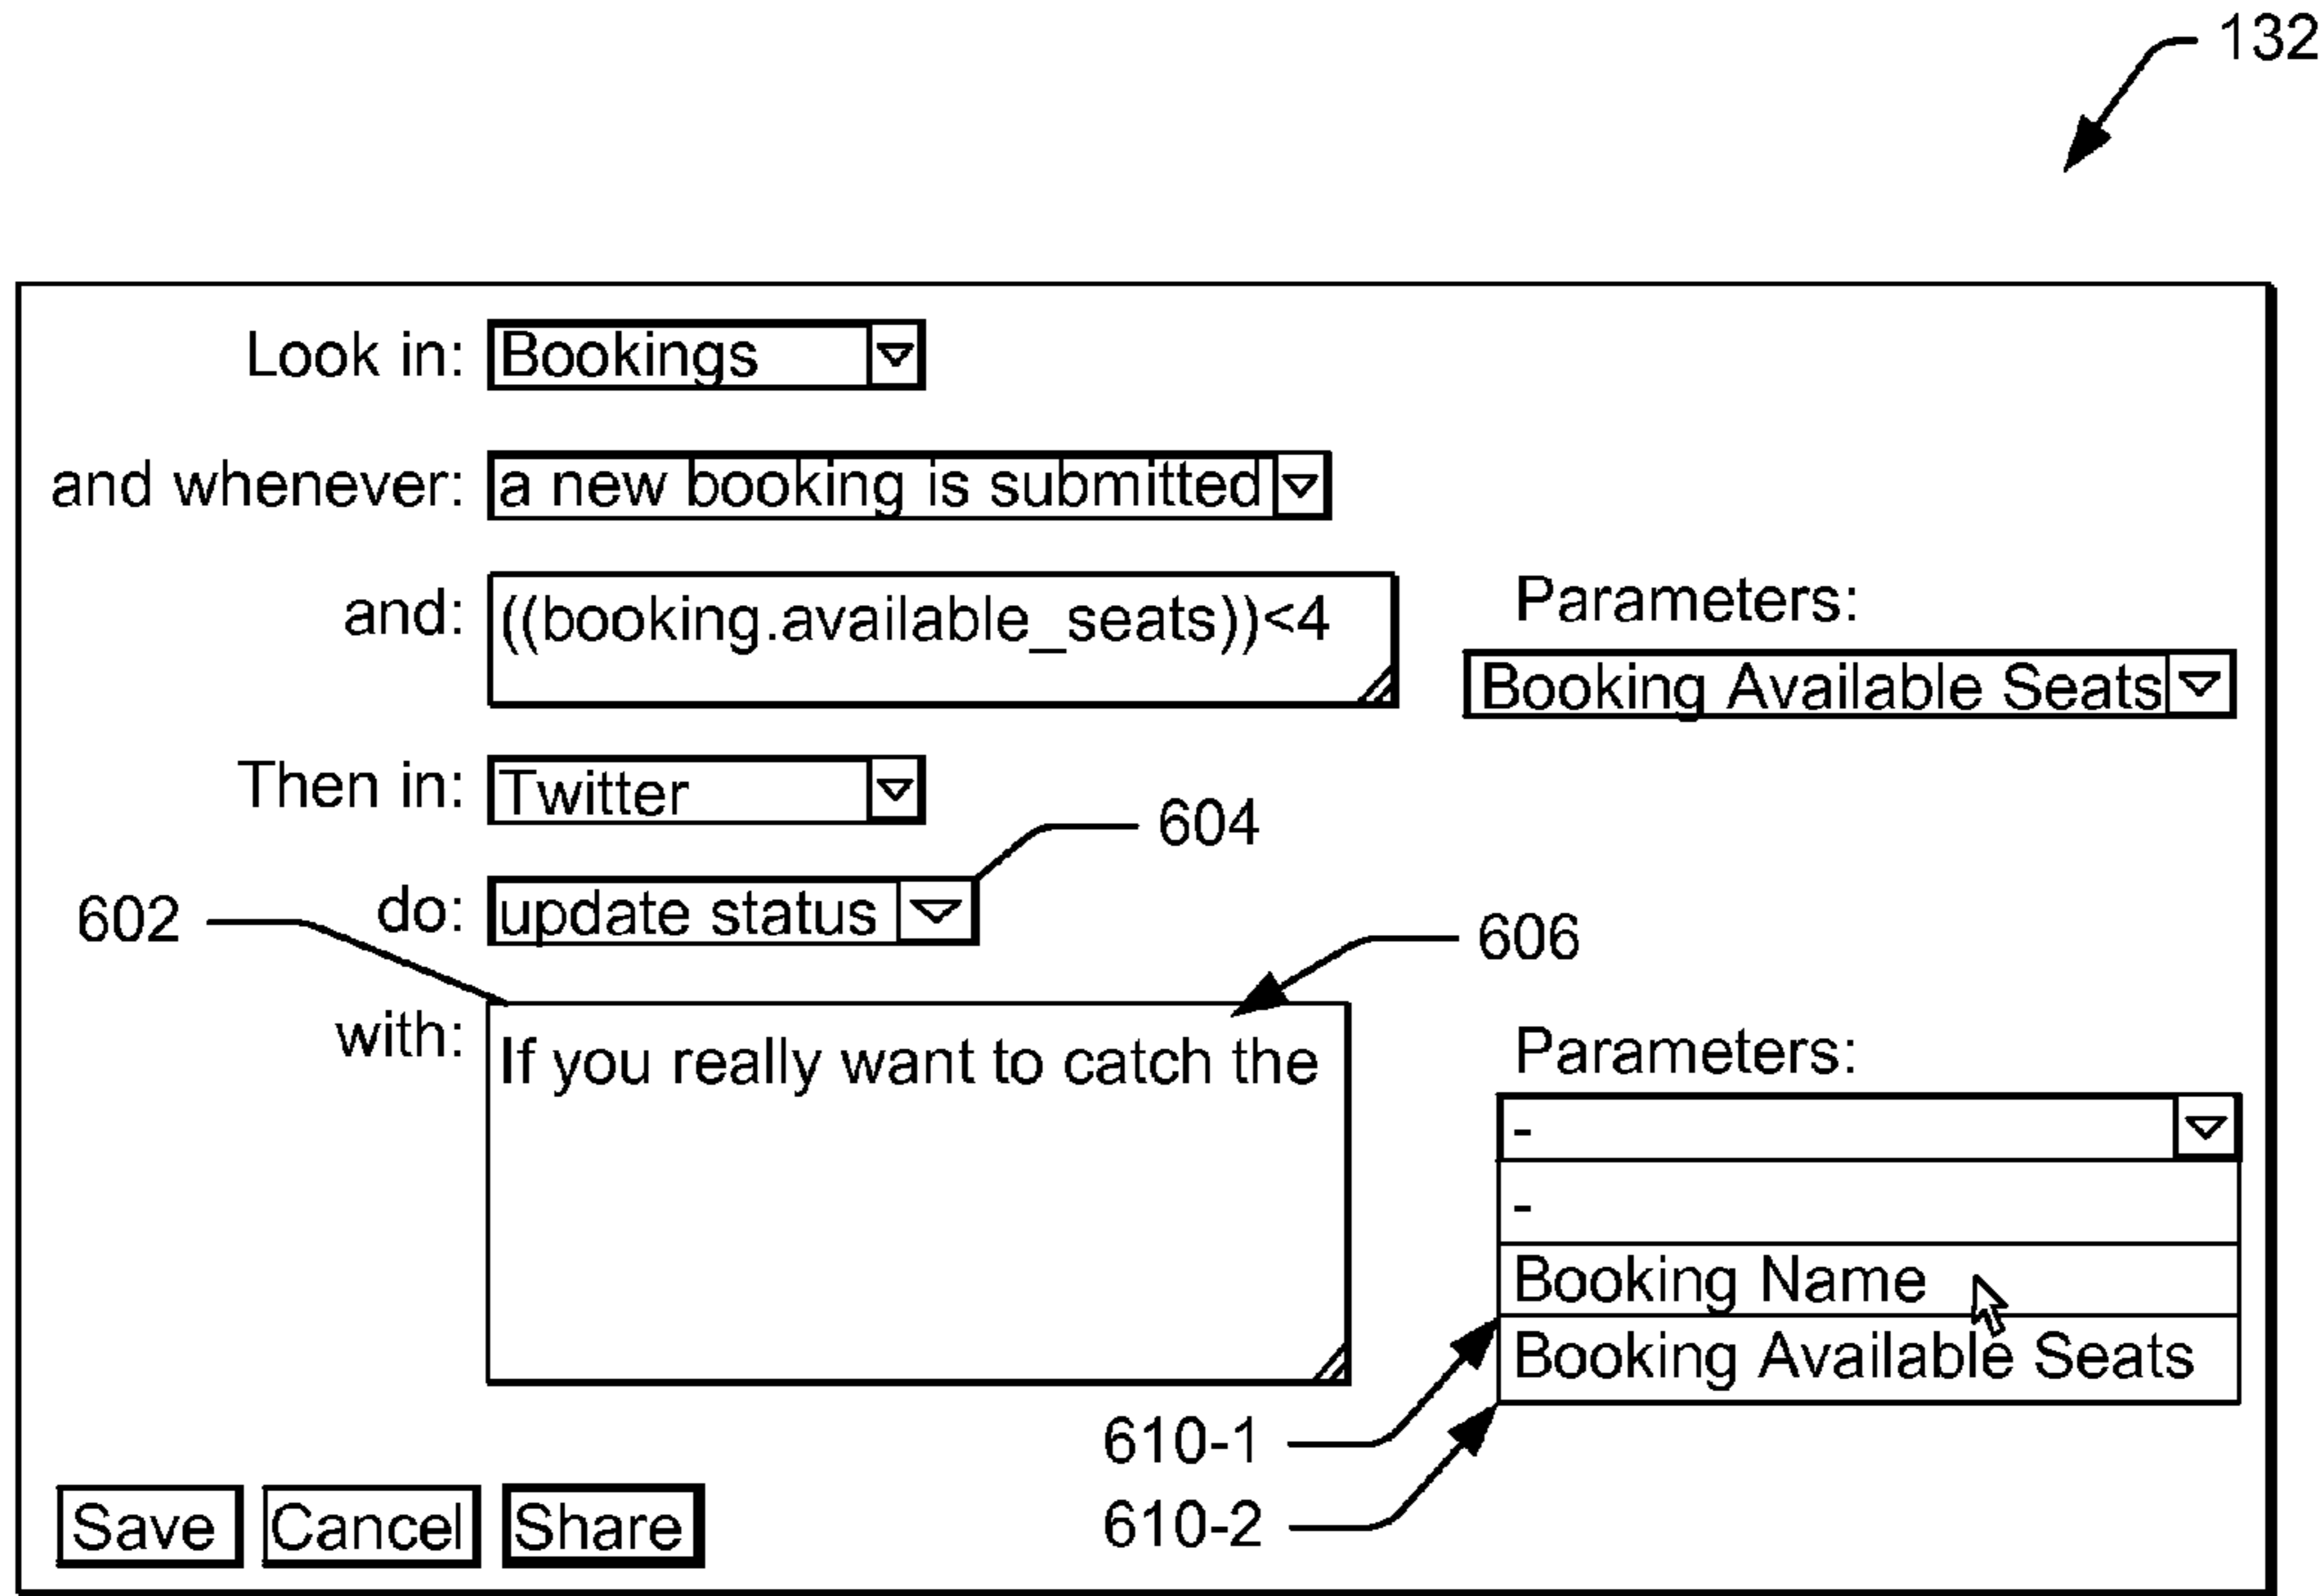 132
Look in: Bookings
and whenever: a new booking is submitted
and: ((booking.available_seats))<4
Parameters:
Booking Available Seats
Then in: Twitter
604
602
do: update status
606
with: If you really want to catch the
Parameters:
-
-
Booking Name
Booking Available Seats
610-1
610-2
Save Cancel Share